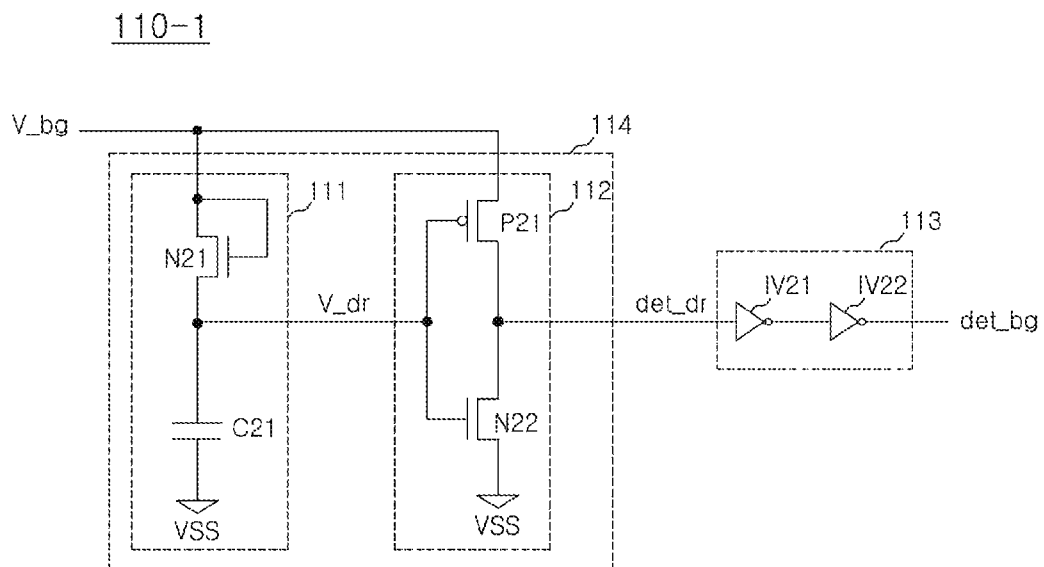 110-1
V_bg
114
111
112
P21
N21
113
IV21
IV22
V_dr
det_dr
det_bg
C21
N22
VSS
VSS